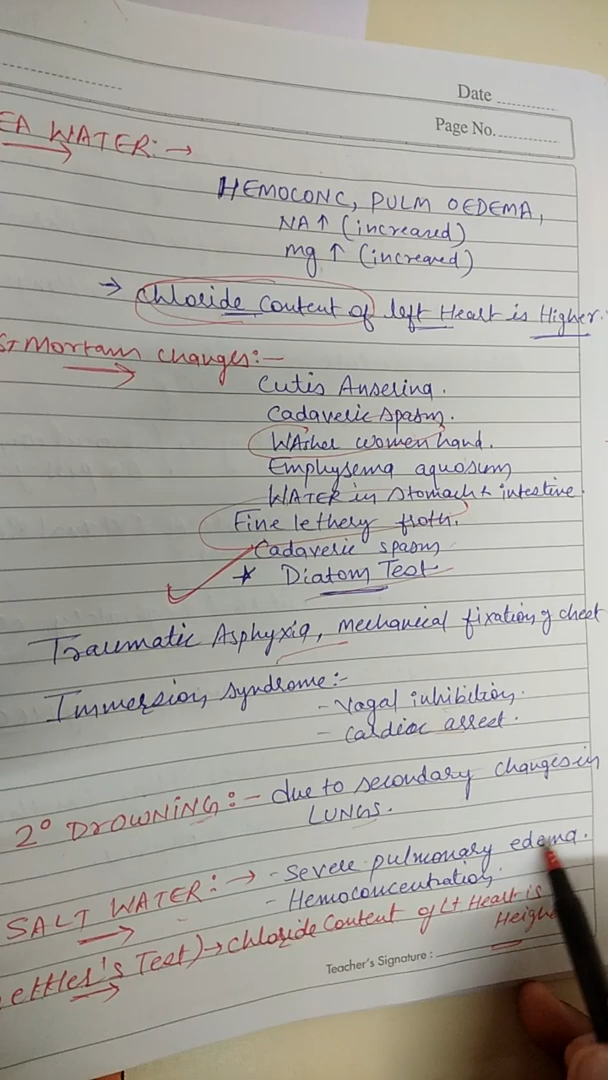 Date
Page No.
EA WATER:→
HEMOCONC, PULM OEDEMA,
NA↑ (increased)
mg ↑ (increased)
→ Chloride Content of left Heart is Higher.
ST Mortam changes:-
Cutis Anserina.
Cadaveric spasm.
WAsher women hand.
Emphysema aquosum
WATER in stomach & intestine.
Fine lethery froth.
Cadaveric spasm
* Diatom Test
Traumatic Asphyxia, mechanical fixation of chest
Immersion syndrome:-
- Vagal inhibition.
- Cardiac arrest.
2° DROWNING:- due to secondary changes in
LUNGS.
SALT WATER:→ - Severe pulmonary edema.
- Hemoconcentration.
ettler's Test)→ chloride Content of Lt Heart is
Heighe
Teacher's Signature :